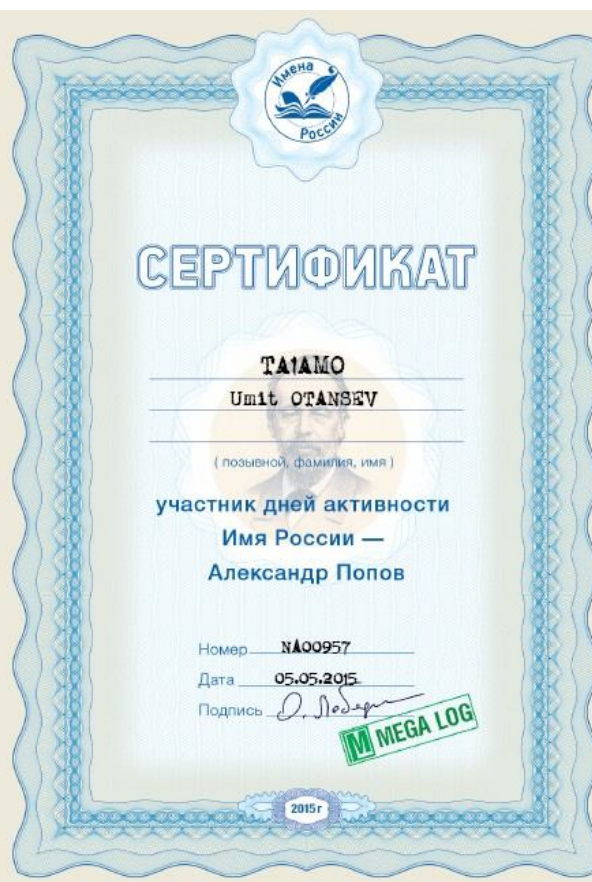 Имена
России
СЕРТИФИКАТ
TA1AMO
Umit OTANSEV
( позывной, фамилия, имя )
участник дней активности
Имя России —
Александр Попов
Номер NA00957
Дата 05.05.2015
Подпись
M MEGA LOG
2015г